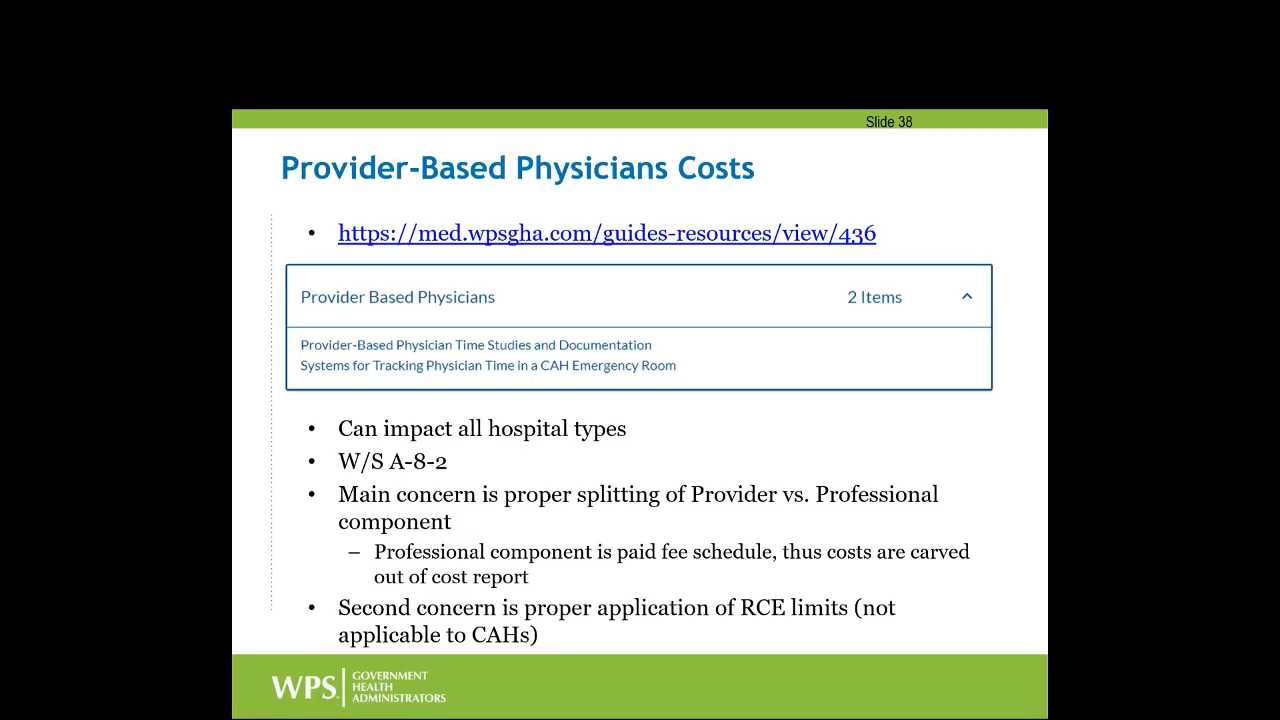 Slide 38
Provider-Based Physicians Costs
• https://med.wpsgha.com/guides-resources/view/436
Provider Based Physicians 2 Items
Provider-Based Physician Time Studies and Documentation
Systems for Tracking Physician Time in a CAH Emergency Room
• Can impact all hospital types
• W/S A-8-2
• Main concern is proper splitting of Provider vs. Professional
component
– Professional component is paid fee schedule, thus costs are carved
out of cost report
• Second concern is proper application of RCE limits (not
applicable to CAHs)
WPS
GOVERNMENT
HEALTH
ADMINISTRATORS